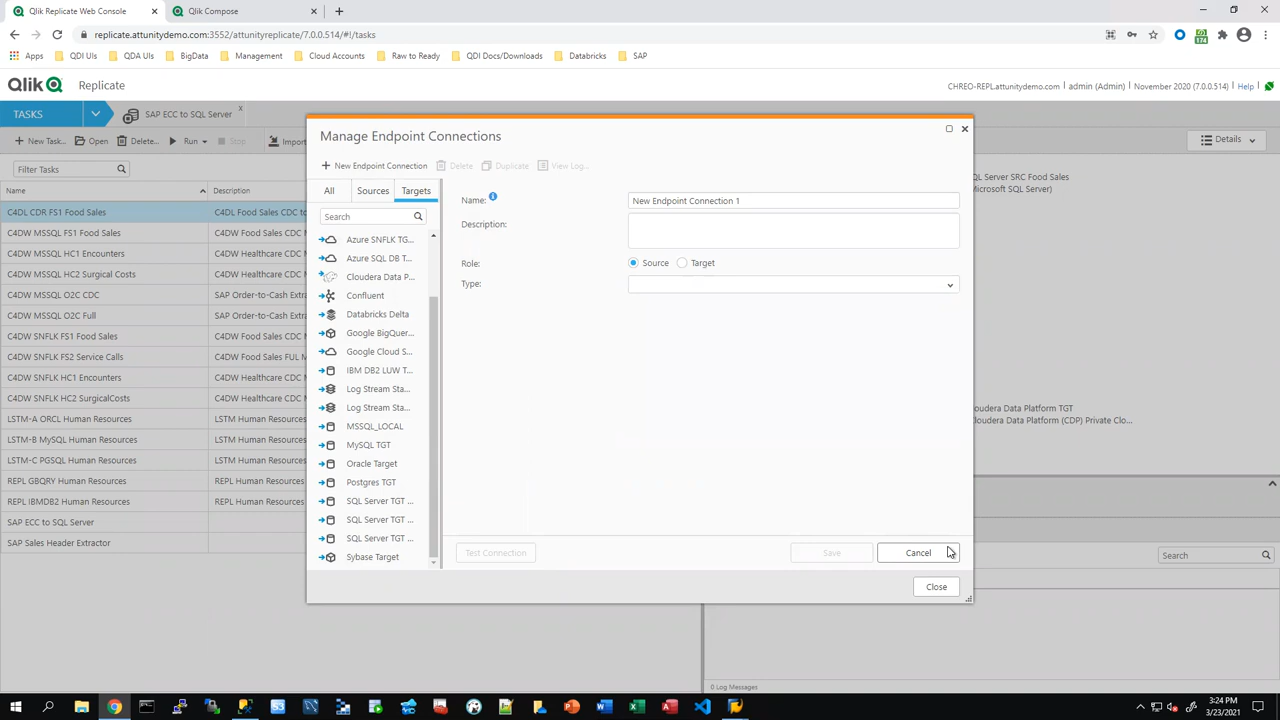 Qlik Replicate Web Console
Qlik Compose
replicate.attunitydemo.com:3552/attunityreplicate/7.0.0.514/#!/tasks
Apps
QDI UIs
QDA UIs
BigData
Management
Cloud Accounts
Raw to Ready
QDI Docs/Downloads
Databricks
SAP
Qlik
Replicate
CHREO-REPL.attunitydemo.com
admin (Admin)
November 2020 (7.0.0.514)
Help
TASKS
SAP ECC to SQL Server
New Task...
Open
Delete...
Run
Stop
Import
Details
Filter Tasks
Name
Description
C4DL CDR FS1 Food Sales
C4DL Food Sales CDC to
C4DW MSSQL FS1 Food Sales
C4DW Food Sales CDC M
C4DW MSSQL HC1 Encounters
C4DW Healthcare CDC M
C4DW MSSQL HC2 Surgical Costs
C4DW Healthcare CDC M
C4DW MSSQL O2C CDC
SAP Order-to-Cash Extra
C4DW MSSQL O2C Full
SAP Order-to-Cash Extra
C4DW SNFLK FS1 Food Sales
C4DW Food Sales CDC M
C4DW SNFLK FS2 Service Calls
C4DW Food Sales FUL M
C4DW SNFLK HC1 Encounters
C4DW Healthcare CDC M
C4DW SNFLK HC2 SurgicalCosts
C4DW Healthcare CDC M
LSTM-A ORCL Human Resources
LSTM Human Resources
LSTM-B MySQL Human Resources
LSTM Human Resources
LSTM-C PGSQL Human Resources
LSTM Human Resources
REPL GBQRY Human Resources
REPL Human Resources
REPL IBMDB2 Human Resources
REPL Human Resources
SAP ECC to SQL Server
SAP Sales Header Extractor
Manage Endpoint Connections
New Endpoint Connection
Delete
Duplicate
View Log...
All
Sources
Targets
Search
Azure SNFLK TG...
Azure SQL DB T...
Cloudera Data P...
Confluent
Databricks Delta
Google BigQuer...
Google Cloud S...
IBM DB2 LUW T...
Log Stream Sta...
Log Stream Sta...
MSSQL_LOCAL
MySQL TGT
Oracle Target
Postgres TGT
SQL Server TGT ...
SQL Server TGT ...
SQL Server TGT ...
Sybase Target
Name:
New Endpoint Connection 1
Description:
Role:
Source
Target
Type:
Test Connection
Save
Cancel
Close
QL Server SRC Food Sales
Microsoft SQL Server)
loudera Data Platform TGT
loudera Data Platform (CDP) Private Clo...
Search
0 Log Messages
3:24 PM
3/23/2021